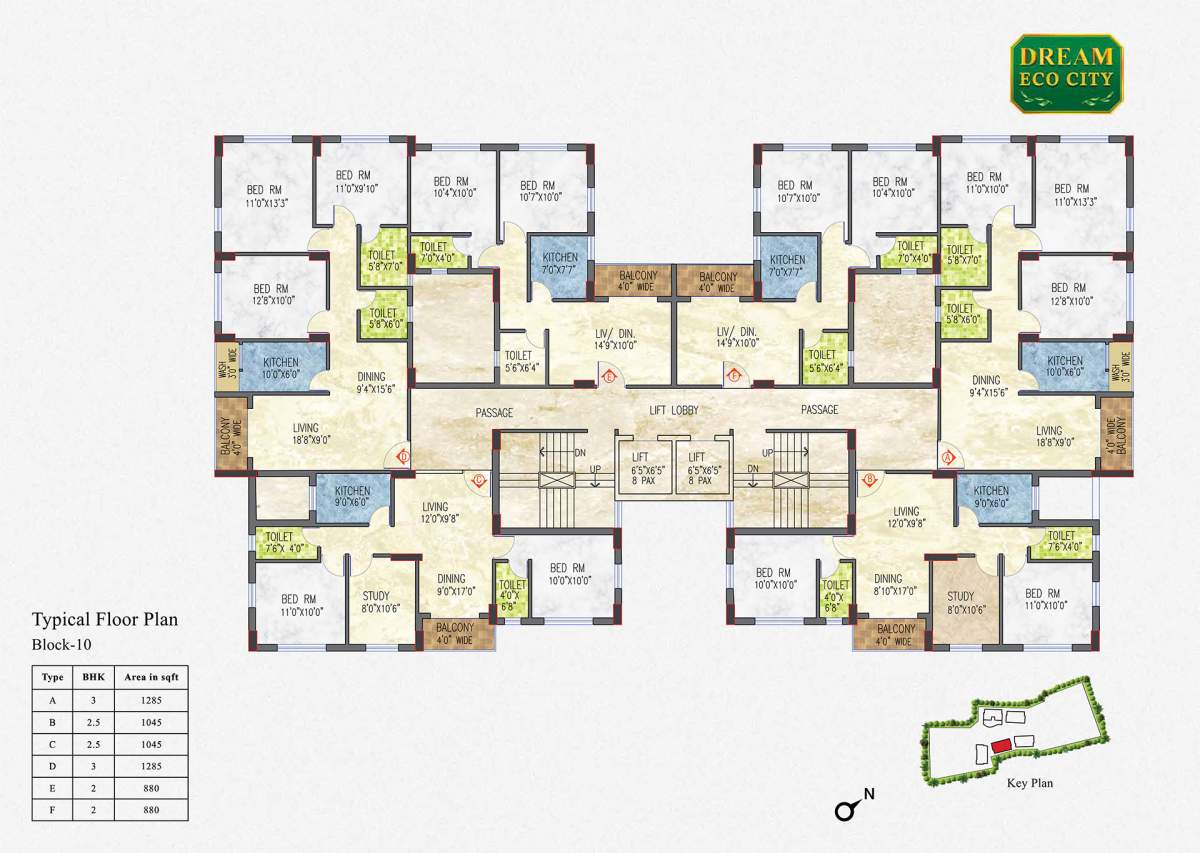 DREAM
ECO CITY
BED RM
11'0"X13'3"
BED RM
11'0"X9'10"
BED RM
10'4"X10'0"
BED RM
10'7"X10'0"
BED RM
10'7"X10'0"
BED RM
10'4"X10'0"
BED RM
11'0"X10'0"
BED RM
11'0"X13'3"
TOILET
7'0"X4'0"
TOILET
5'8"X7'0"
KITCHEN
7'0"X7'7"
BALCONY
4'0" WIDE
BALCONY
4'0" WIDE
KITCHEN
7'0"X7'7"
TOILET
7'0"X4'0"
TOILET
5'8"X7'0"
BED RM
12'8"X10'0"
TOILET
5'8"X6'0"
LIV/ DIN.
14'9"X10'0"
LIV/ DIN.
14'9"X10'0"
TOILET
5'8"X6'0"
BED RM
12'8"X10'0"
WASH
3'0" WIDE
KITCHEN
10'0"X6'0"
DINING
9'4"X15'6"
TOILET
5'6"X6'4"
E
F
TOILET
5'6"X6'4"
DINING
9'4"X15'6"
KITCHEN
10'0"X6'0"
WASH
3'0" WIDE
BALCONY
4'0" WIDE
LIVING
18'8"X9'0"
D
PASSAGE
LIFT LOBBY
PASSAGE
A
LIVING
18'8"X9'0"
4'0" WIDE
BALCONY
DN
UP
LIFT
6'5"X6'5"
8 PAX
LIFT
6'5"X6'5"
8 PAX
UP
DN
KITCHEN
9'0"X6'0"
C
LIVING
12'0"X9'8"
B
LIVING
12'0"X9'8"
KITCHEN
9'0"X6'0"
TOILET
7'6"X 4'0"
TOILET
7'6"X4'0"
BED RM
11'0"X10'0"
STUDY
8'0"X10'6"
DINING
9'0"X17'0"
TOILET
4'0"X
6'8"
BED RM
10'0"X10'0"
BED RM
10'0"X10'0"
TOILET
4'0"X
6'8"
DINING
8'10"X17'0"
STUDY
8'0"X10'6"
BED RM
11'0"X10'0"
BALCONY
4'0" WIDE
BALCONY
4'0" WIDE
Typical Floor Plan
Block-10
Type BHK Area in sqft
A 3 1285
B 2.5 1045
C 2.5 1045
D 3 1285
E 2 880
F 2 880
Key Plan
N